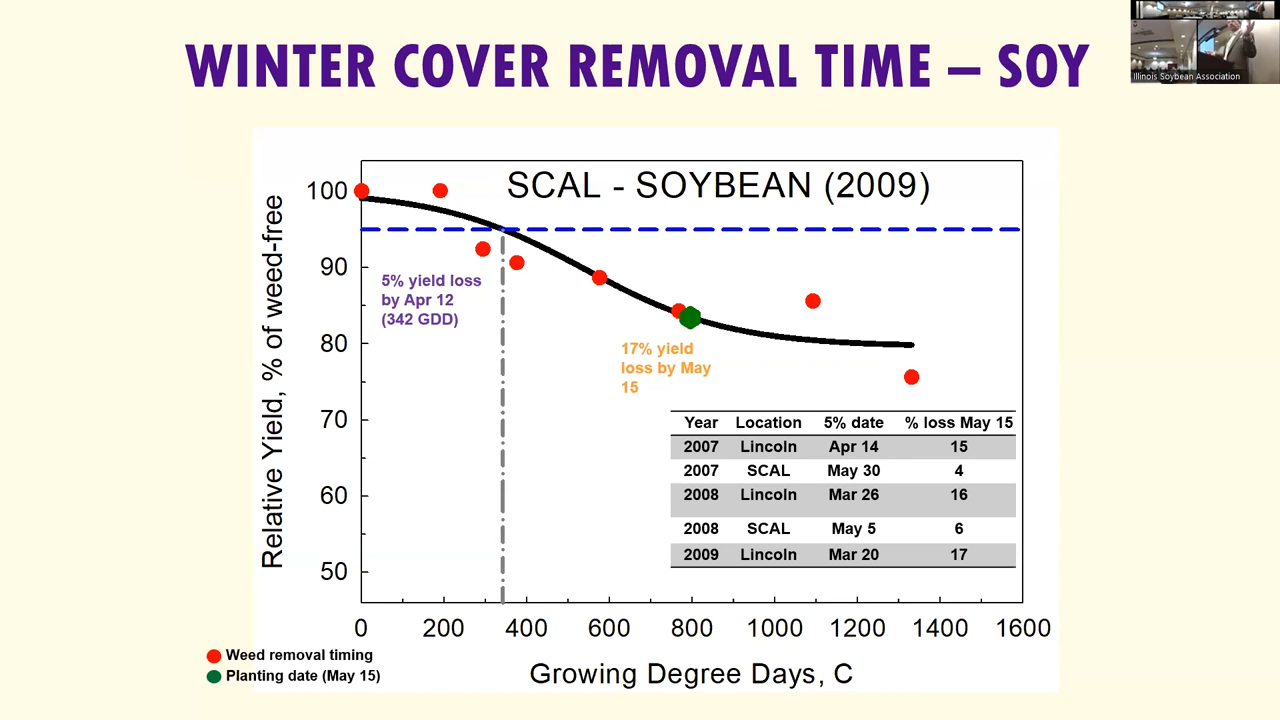 WINTER COVER REMOVAL TIME – SOY
Illinois Soybean Association
SCAL - SOYBEAN (2009)
Relative Yield, % of weed-free
100
90
80
70
60
50
5% yield loss
by Apr 12
(342 GDD)
17% yield
loss by May
15
Year Location 5% date % loss May 15
2007 Lincoln Apr 14 15
2007 SCAL May 30 4
2008 Lincoln Mar 26 16
2008 SCAL May 5 6
2009 Lincoln Mar 20 17
0 200 400 600 800 1000 1200 1400 1600
Growing Degree Days, C
Weed removal timing
Planting date (May 15)